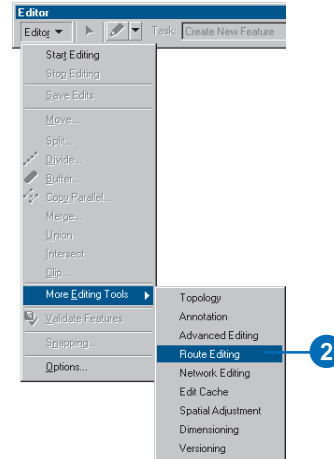 Editor
Editor
Task: Create New Feature
Start Editing
Stop Editing
Save Edits
Move...
Split...
Divide...
Buffer...
Copy Parallel...
Merge...
Union
Intersect
Clip...
More Editing Tools
Validate Features
Snapping...
Options...
Topology
Annotation
Advanced Editing
Route Editing
2
Network Editing
Edit Cache
Spatial Adjustment
Dimensioning
Versioning